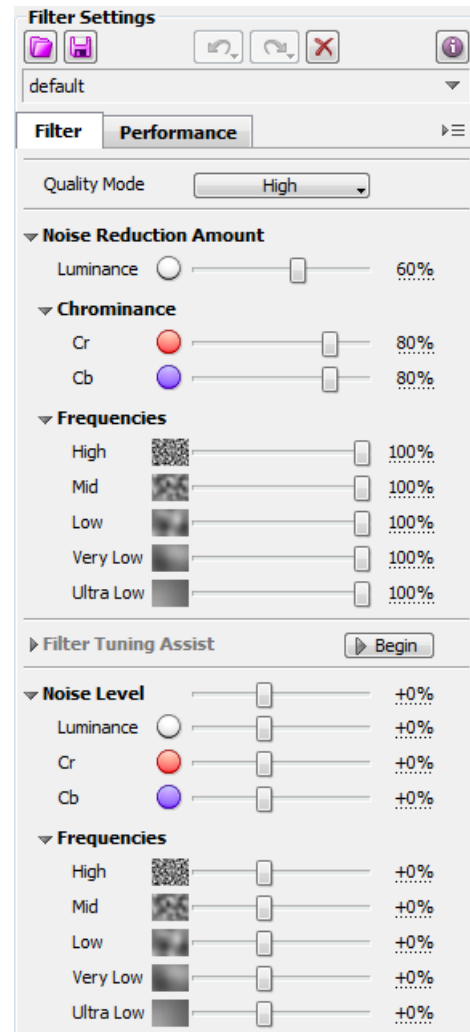 Filter Settings
default
Filter Performance
Quality Mode High
Noise Reduction Amount
Luminance 60%
Chrominance
Cr 80%
Cb 80%
Frequencies
High 100%
Mid 100%
Low 100%
Very Low 100%
Ultra Low 100%
Filter Tuning Assist Begin
Noise Level +0%
Luminance +0%
Cr +0%
Cb +0%
Frequencies
High +0%
Mid +0%
Low +0%
Very Low +0%
Ultra Low +0%